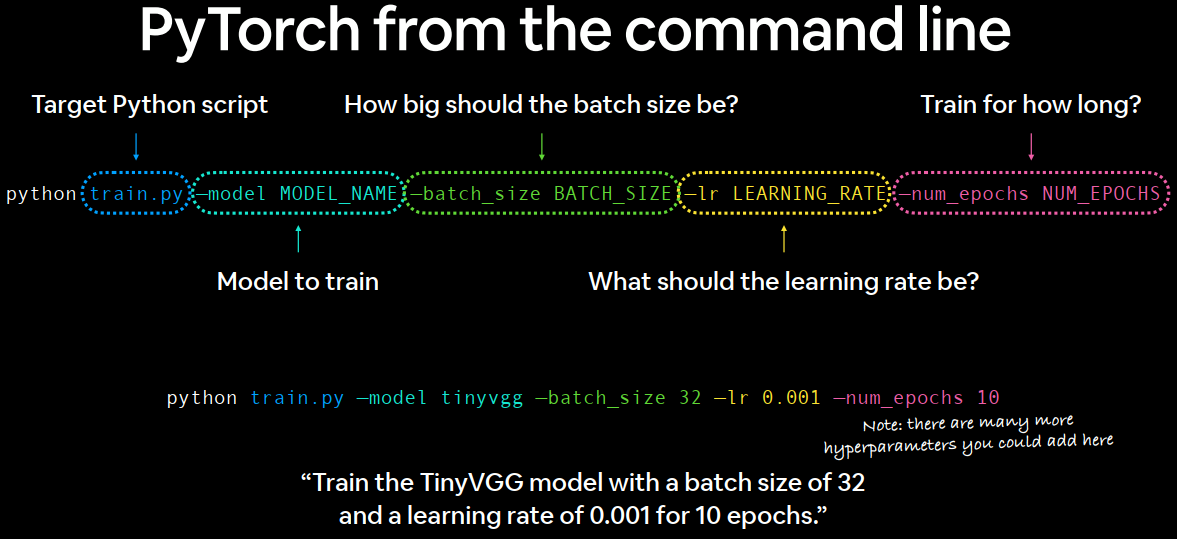 PyTorch from the command line
Target Python script
How big should the batch size be?
Train for how long?
python train.py —model MODEL_NAME —batch_size BATCH_SIZE —lr LEARNING_RATE —num_epochs NUM_EPOCHS
Model to train
What should the learning rate be?
python train.py —model tinyvgg —batch_size 32 —lr 0.001 —num_epochs 10
Note: there are many more
hyperparameters you could add here
“Train the TinyVGG model with a batch size of 32
and a learning rate of 0.001 for 10 epochs.”